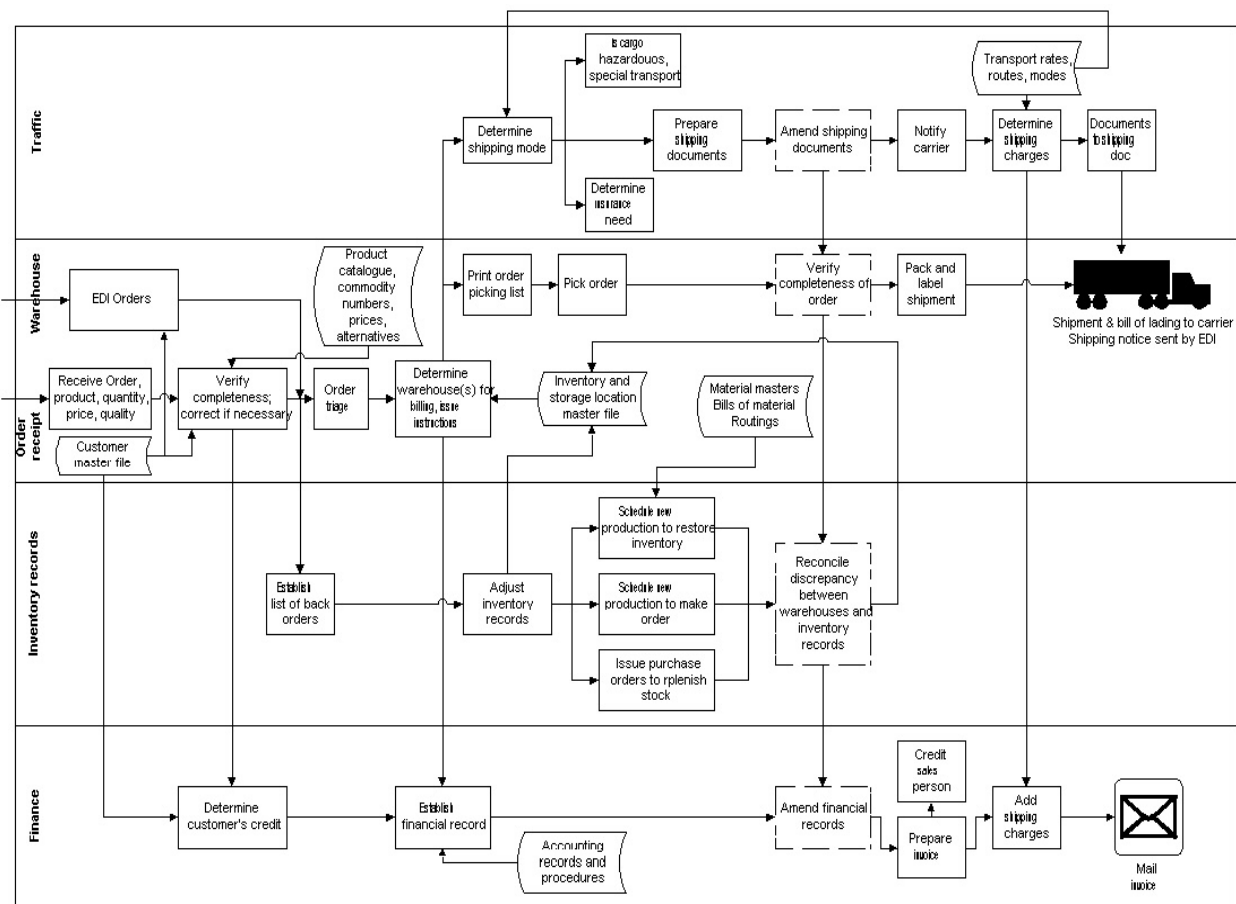 Traffic
Is cargo
hazardouos,
special transport
Transport rates,
routes, modes
Determine
shipping mode
Prepare
shipping
documents
Amend shipping
documents
Notify
carrier
Determine
shipping
charges
Documents
to shipping
doc
Determine
insurance
need
Warehouse
EDI Orders
Product
catalogue,
commodity
numbers,
prices,
alternatives
Print order
picking list
Pick order
Verify
completeness of
order
Pack and
label
shipment
Shipment & bill of lading to carrier
Shipping notice sent by EDI
Order
receipt
Receive Order,
product, quantity,
price, quality
Verify
completeness;
correct if necessary
Order
triage
Determine
warehouse(s) for
billing, issue
instructions
Inventory and
storage location
master file
Material masters
Bills of material
Routings
Customer
master file
Inventory records
Establish
list of back
orders
Adjust
inventory
records
Schedule new
production to restore
inventory
Schedule new
production to make
order
Issue purchase
orders to rplenish
stock
Reconcile
discrepancy
between
warehouses and
inventory
records
Finance
Determine
customer's credit
Establish
financial record
Accounting
records and
procedures
Amend financial
records
Credit
sales
person
Prepare
invoice
Add
shipping
charges
Mail
invoice